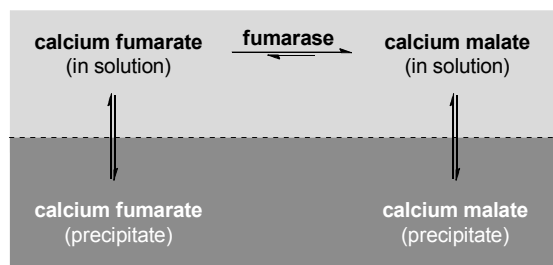 calcium fumarate fumarase calcium malate
(in solution) (in solution)
calcium fumarate calcium malate
(precipitate) (precipitate)